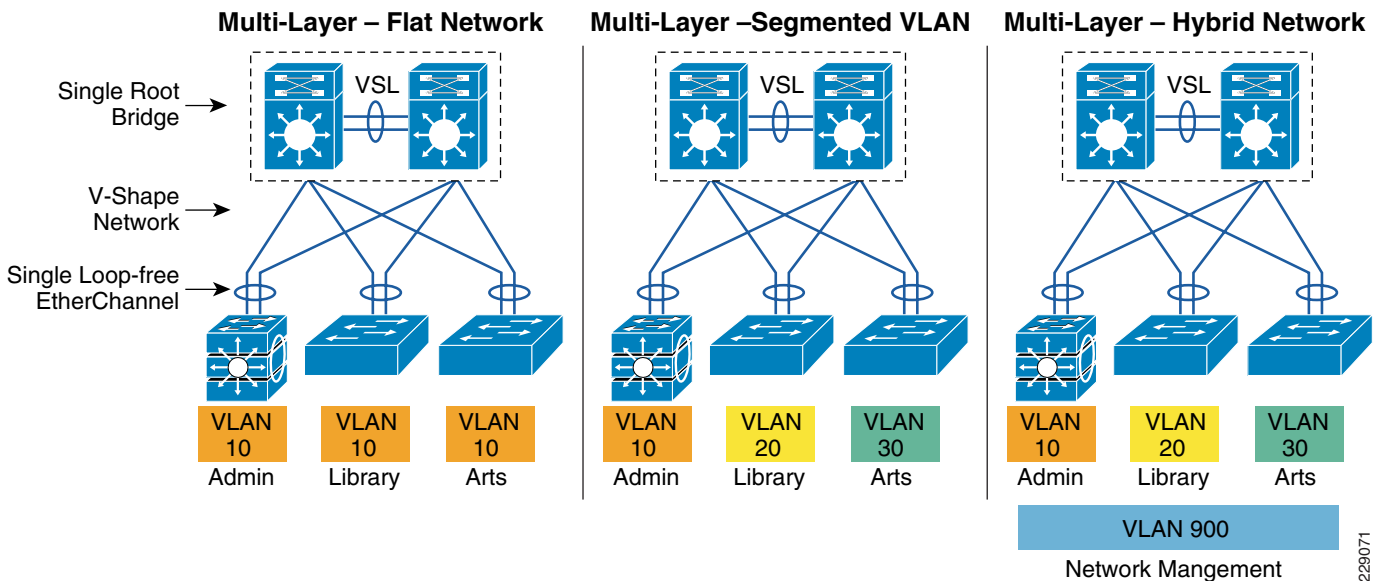 Multi-Layer – Flat Network
Single Root
Bridge
VSL
V-Shape
Network
Single Loop-free
EtherChannel
VLAN
10
Admin
VLAN
10
Library
VLAN
10
Arts
Multi-Layer –Segmented VLAN
VSL
VLAN
10
Admin
VLAN
20
Library
VLAN
30
Arts
Multi-Layer – Hybrid Network
VSL
VLAN
10
Admin
VLAN
20
Library
VLAN
30
Arts
VLAN 900
Network Mangement
229071